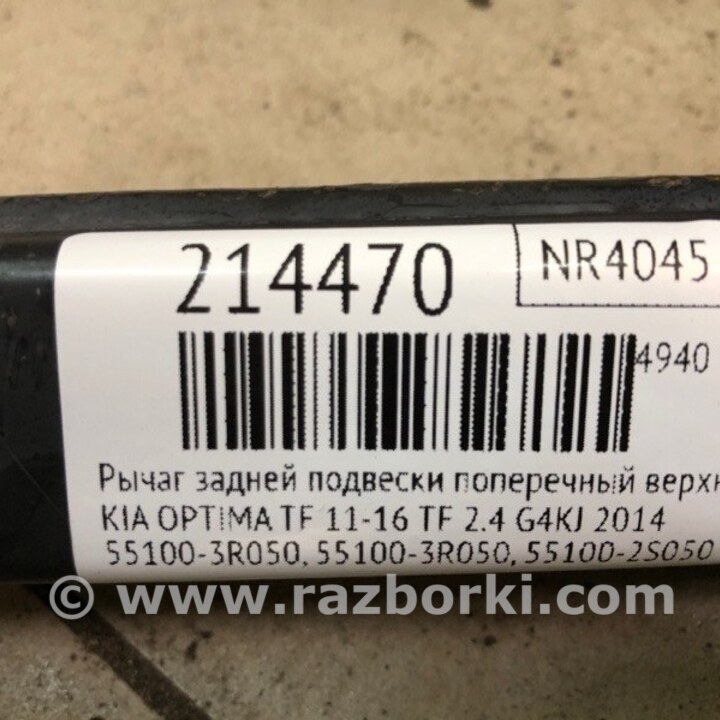 214470
NR4045
4940
Рычаг задней подвески поперечный верхн
KIA OPTIMA TF 11-16 TF 2.4 G4KJ 2014
55100-3R050, 55100-3R050, 55100-2S050
© www.razborki.com